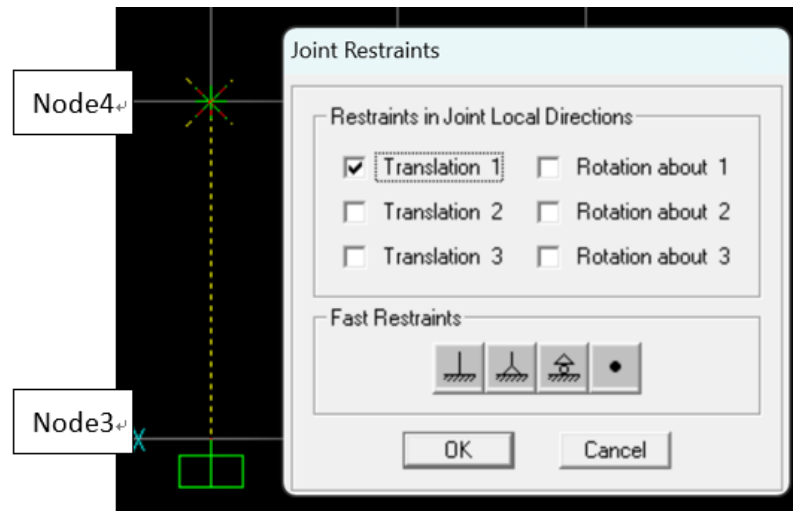 Joint Restraints
Node4↵
Restraints in Joint Local Directions
Translation 1 Rotation about 1
Translation 2 Rotation about 2
Translation 3 Rotation about 3
Fast Restraints
Node3↵
X
OK Cancel